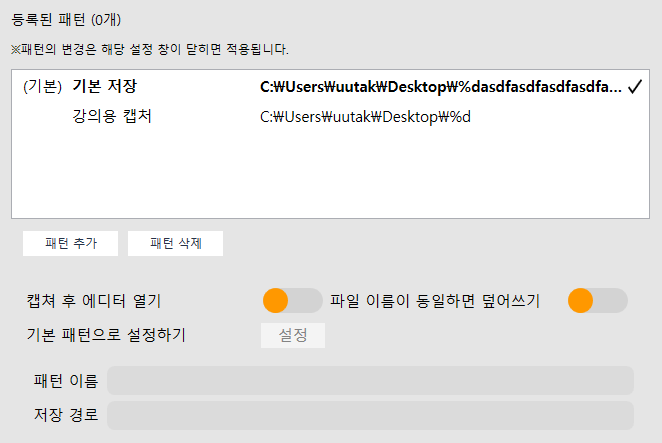 등록된 패턴 (0개)
※패턴의 변경은 해당 설정 창이 닫히면 적용됩니다.
(기본) 기본 저장 C:₩Users₩uutak₩Desktop₩%dasdfasdfasdfasdfa...
강의용 캡처 C:₩Users₩uutak₩Desktop₩%d
패턴 추가 패턴 삭제
캡쳐 후 에디터 열기 파일 이름이 동일하면 덮어쓰기
기본 패턴으로 설정하기 설정
패턴 이름
저장 경로